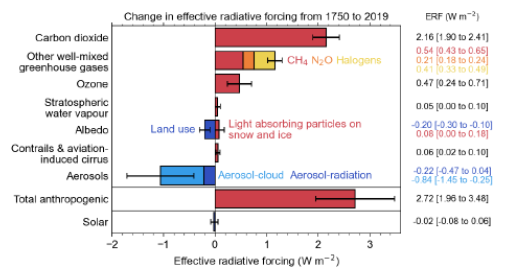 Change in effective radiative forcing from 1750 to 2019
ERF (W m⁻²)
Carbon dioxide
2.16 [1.90 to 2.41]
Other well-mixed
greenhouse gases
CH₄ N₂O Halogens
0.54 [0.43 to 0.65]
0.21 [0.18 to 0.24]
0.41 [0.33 to 0.49]
Ozone
0.47 [0.24 to 0.71]
Stratospheric
water vapour
0.05 [0.00 to 0.10]
Albedo
Land use
Light absorbing particles on
snow and ice
-0.20 [-0.30 to -0.10]
0.08 [0.00 to 0.18]
Contrails & aviation-
induced cirrus
0.06 [0.02 to 0.10]
Aerosols
Aerosol-cloud Aerosol-radiation
-0.22 [-0.47 to 0.04]
-0.84 [-1.45 to -0.25]
Total anthropogenic
2.72 [1.96 to 3.48]
Solar
-0.02 [-0.08 to 0.06]
−2 −1 0 1 2 3
Effective radiative forcing (W m⁻²)